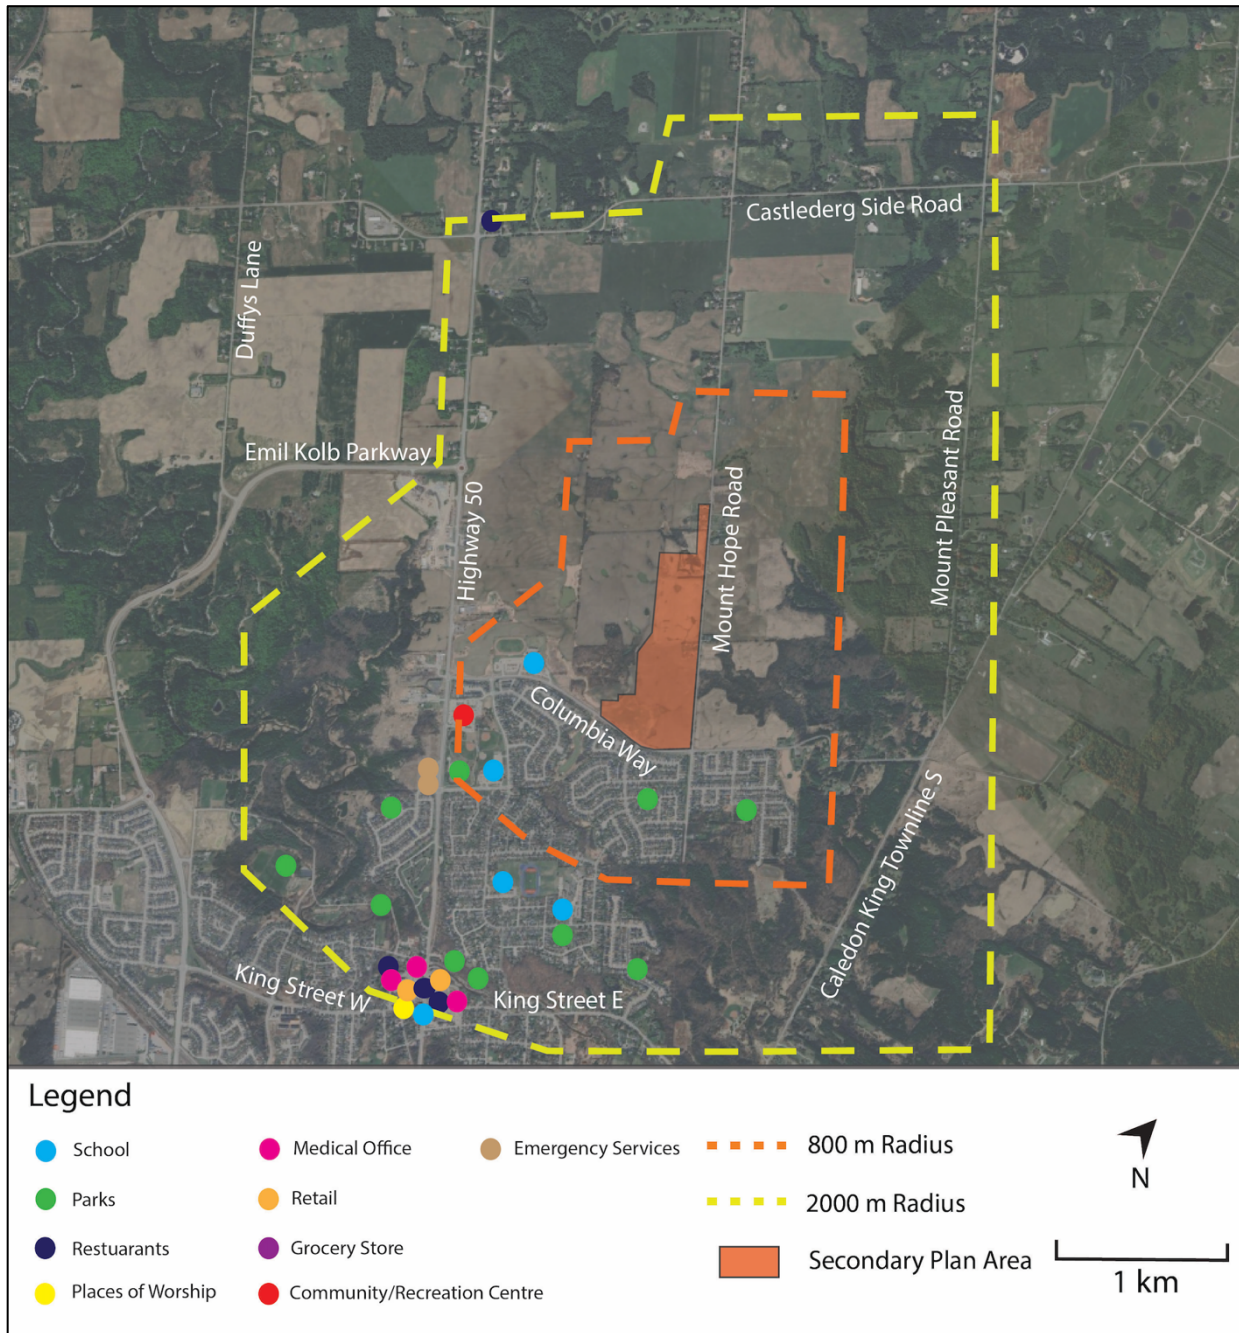 Castlederg Side Road
Duffys Lane
Emil Kolb Parkway
Highway 50
Mount Hope Road
Mount Pleasant Road
Columbia Way
Caledon King Townline S
King Street W
King Street E
Legend
School
Medical Office
Emergency Services
800 m Radius
N
Parks
Retail
2000 m Radius
Restuarants
Grocery Store
Secondary Plan Area
1 km
Places of Worship
Community/Recreation Centre